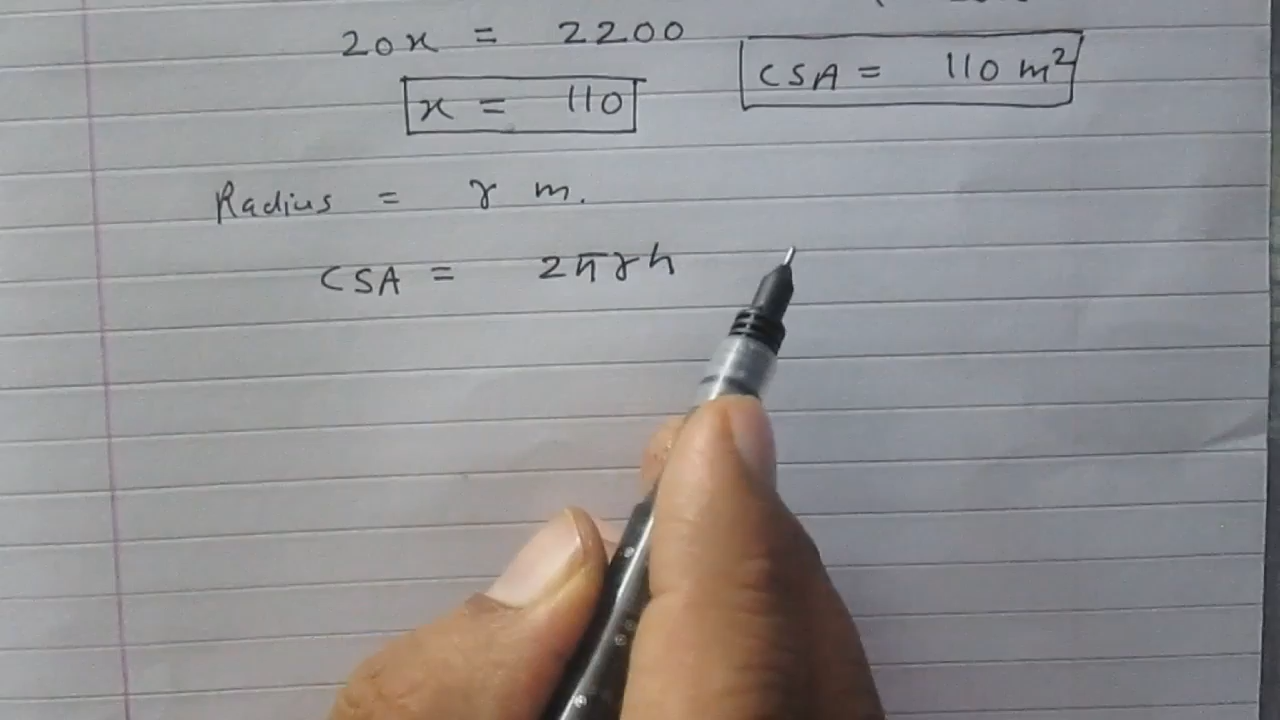 20x = 2200
x = 110
CSA = 110 m²
Radius = r m.
CSA = 2πrh